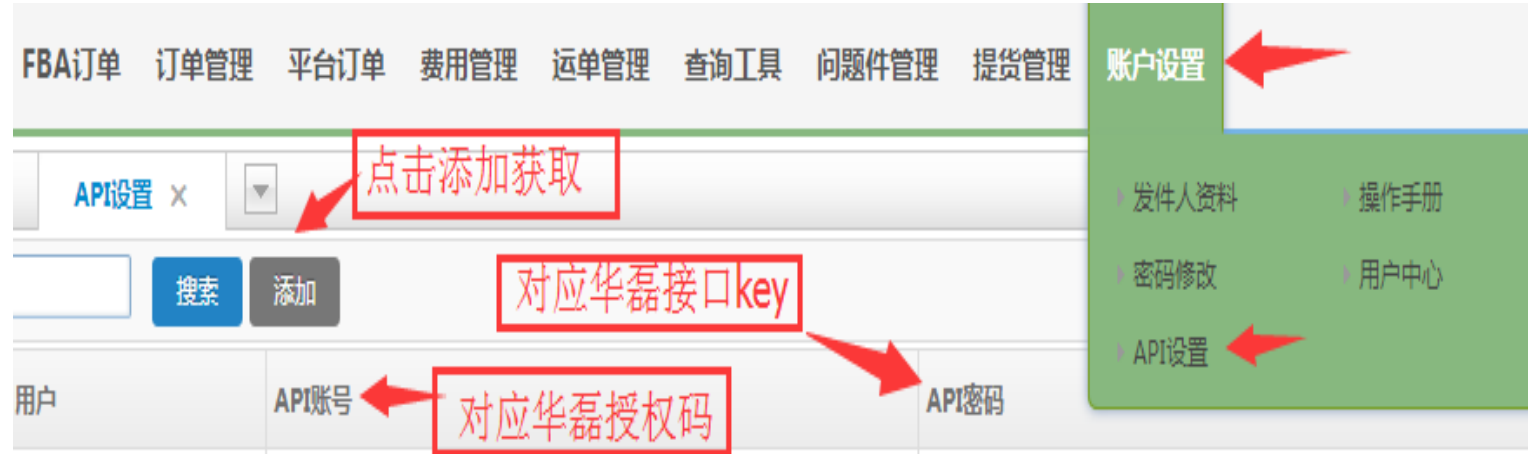 FBA订单 订单管理 平台订单 费用管理 运单管理 查询工具 问题件管理 提货管理 账户设置
点击添加获取
API设置 ×
发件人资料 操作手册
搜索 添加
对应华磊接口key
密码修改 用户中心
API设置
用户 API账号 对应华磊授权码 API密码